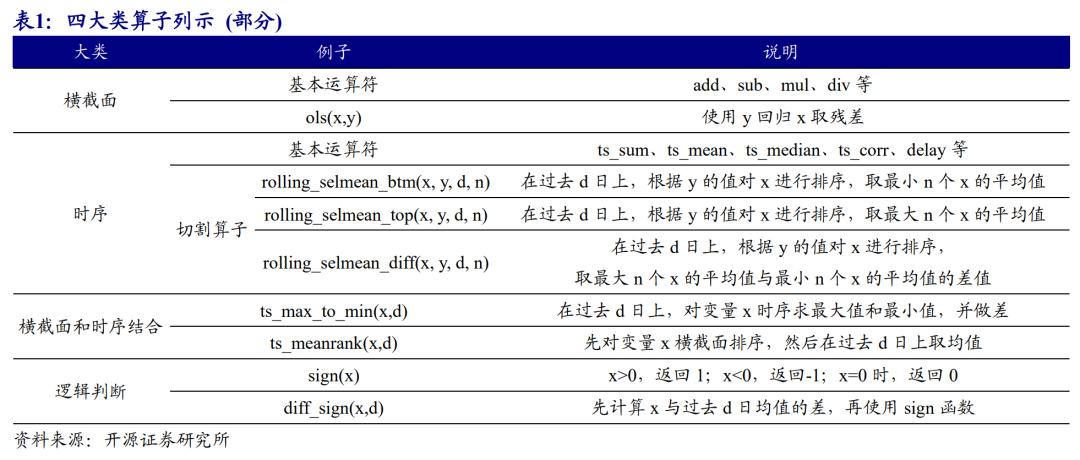 表1：四大类算子列示 (部分)
大类 例子 说明
横截面 基本运算符 add、sub、mul、div 等
ols(x,y) 使用 y 回归 x 取残差
时序 基本运算符 ts_sum、ts_mean、ts_median、ts_corr、delay 等
切割算子 rolling_selmean_btm(x, y, d, n) 在过去 d 日上，根据 y 的值对 x 进行排序，取最小 n 个 x 的平均值
rolling_selmean_top(x, y, d, n) 在过去 d 日上，根据 y 的值对 x 进行排序，取最大 n 个 x 的平均值
rolling_selmean_diff(x, y, d, n) 在过去 d 日上，根据 y 的值对 x 进行排序，
取最大 n 个 x 的平均值与最小 n 个 x 的平均值的差值
横截面和时序结合 ts_max_to_min(x,d) 在过去 d 日上，对变量 x 时序求最大值和最小值，并做差
ts_meanrank(x,d) 先对变量 x 横截面排序，然后在过去 d 日上取均值
逻辑判断 sign(x) x>0，返回 1；x<0，返回-1；x=0 时，返回 0
diff_sign(x,d) 先计算 x 与过去 d 日均值的差，再使用 sign 函数
资料来源：开源证券研究所